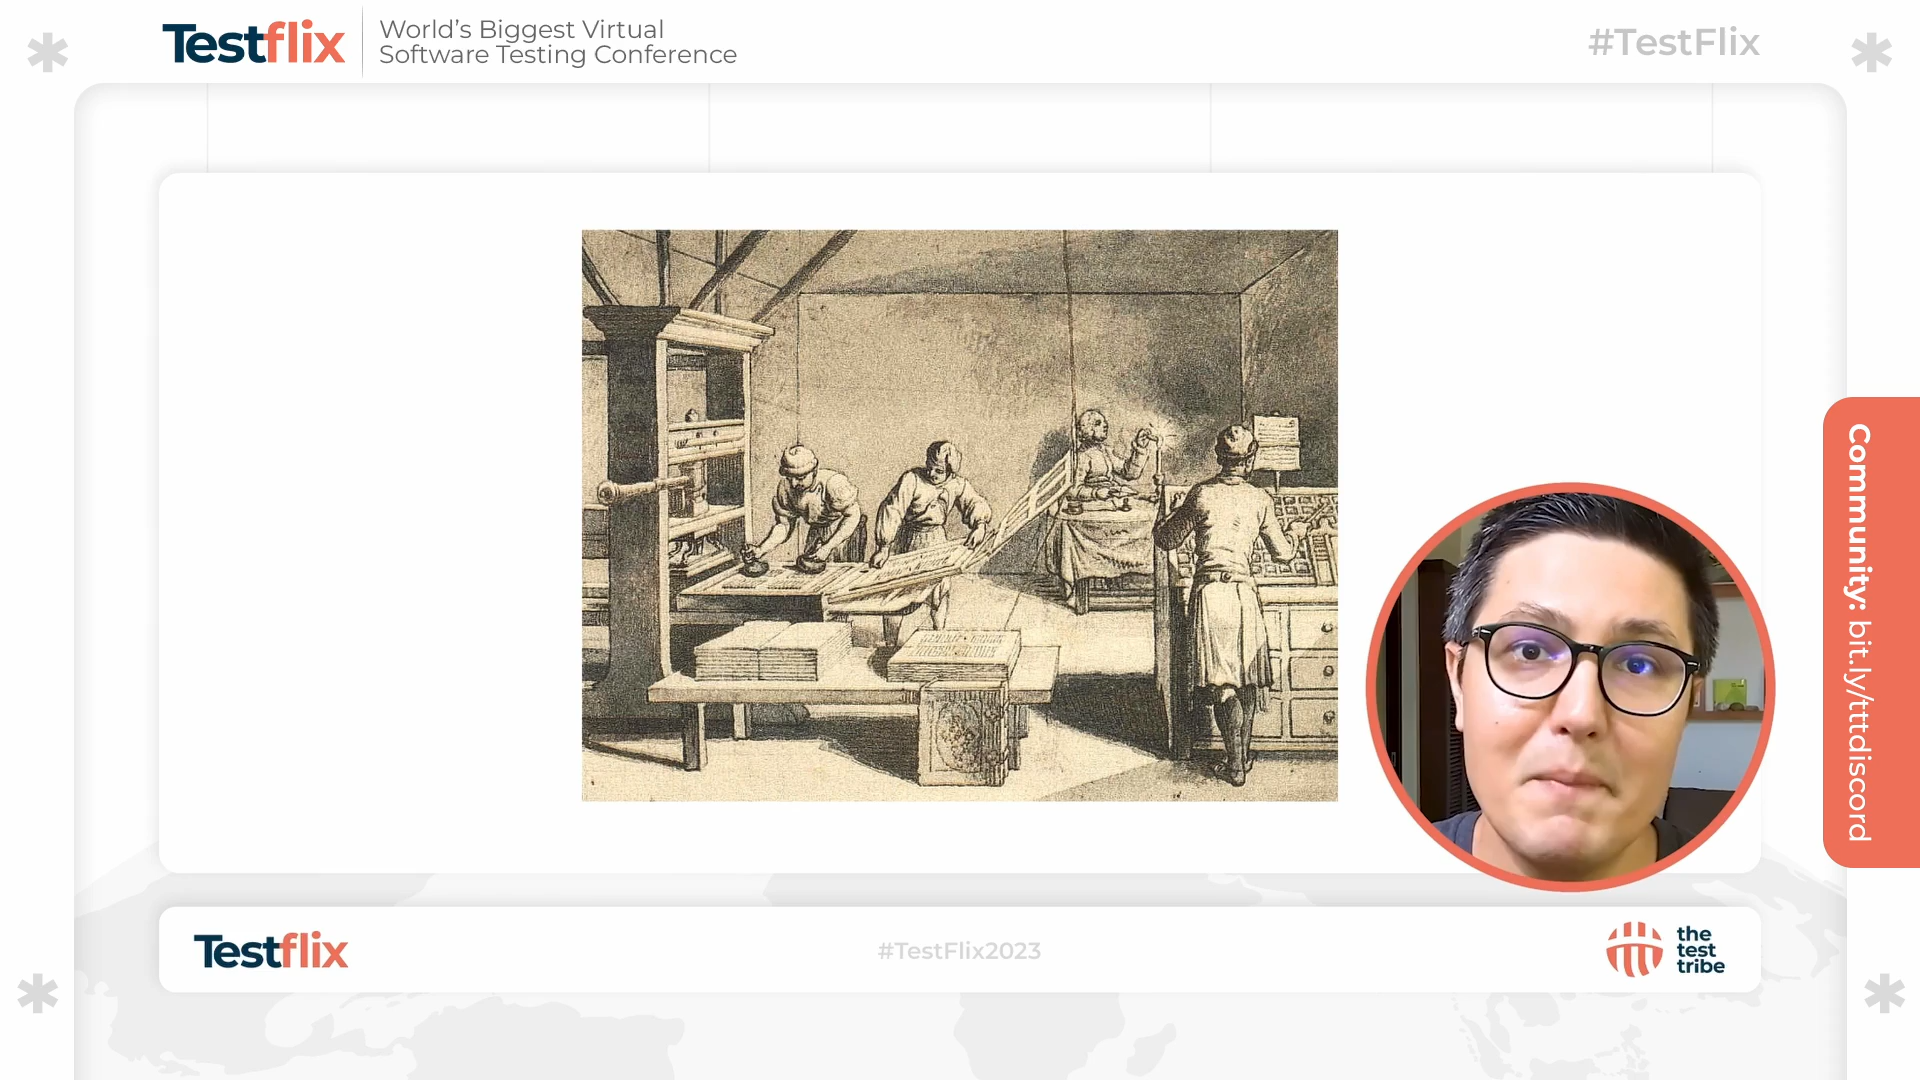 Testflix
World's Biggest Virtual
Software Testing Conference
#TestFlix
Community: bit.ly/tttdiscord
Testflix
#TestFlix2023
the
test
tribe